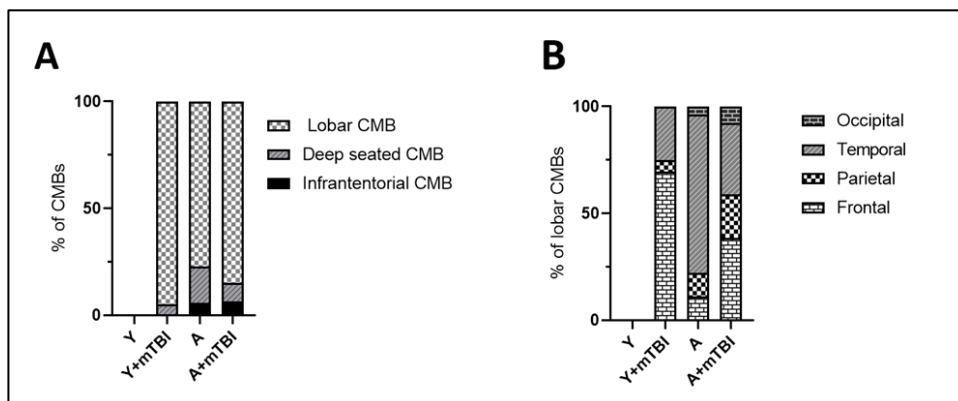 A
% of CMBs
100
50
0
Y
Y+mTBI
A
A+mTBI
Lobar CMB
Deep seated CMB
Infrantentorial CMB
B
% of lobar CMBs
100
50
0
Y
Y+mTBI
A
A+mTBI
Occipital
Temporal
Parietal
Frontal